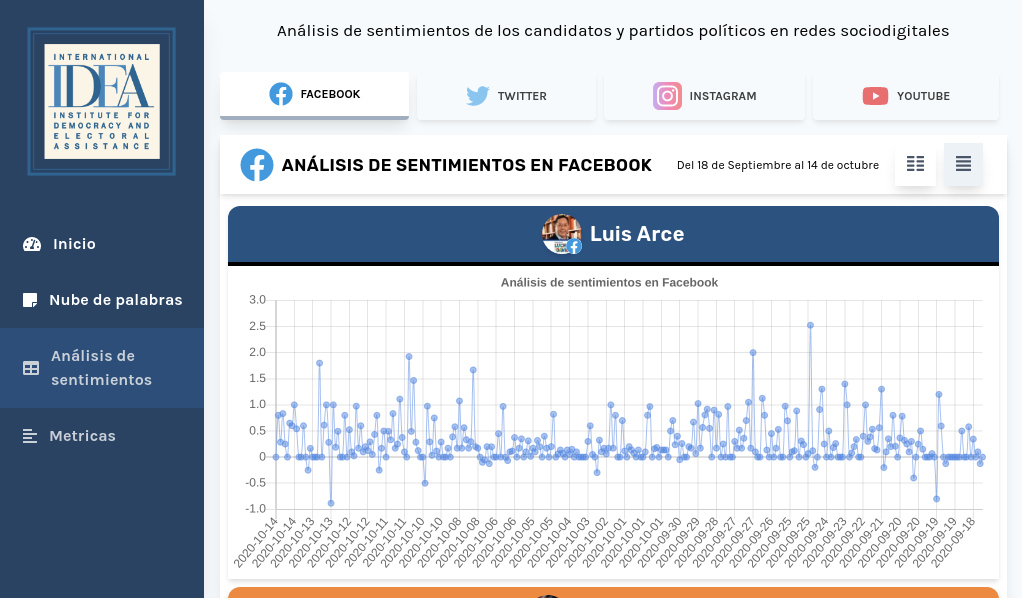 INTERNATIONAL
IDEA
INSTITUTE FOR
DEMOCRACY AND
ELECTORAL
ASSISTANCE
Inicio
Nube de palabras
Análisis de
sentimientos
Metricas
Análisis de sentimientos de los candidatos y partidos políticos en redes sociodigitales
FACEBOOK
TWITTER
INSTAGRAM
YOUTUBE
ANÁLISIS DE SENTIMIENTOS EN FACEBOOK
Del 18 de Septiembre al 14 de octubre
Luis Arce
Análisis de sentimientos en Facebook
3.0
2.5
2.0
1.5
1.0
0.5
0
-0.5
-1.0
2020-10-14
2020-10-14
2020-10-13
2020-10-13
2020-10-12
2020-10-12
2020-10-11
2020-10-11
2020-10-10
2020-10-10
2020-10-08
2020-10-08
2020-10-06
2020-10-06
2020-10-05
2020-10-05
2020-10-04
2020-10-03
2020-10-02
2020-10-01
2020-10-01
2020-10-01
2020-09-30
2020-09-29
2020-09-28
2020-09-27
2020-09-27
2020-09-26
2020-09-25
2020-09-25
2020-09-24
2020-09-23
2020-09-22
2020-09-21
2020-09-20
2020-09-20
2020-09-19
2020-09-19
2020-09-18